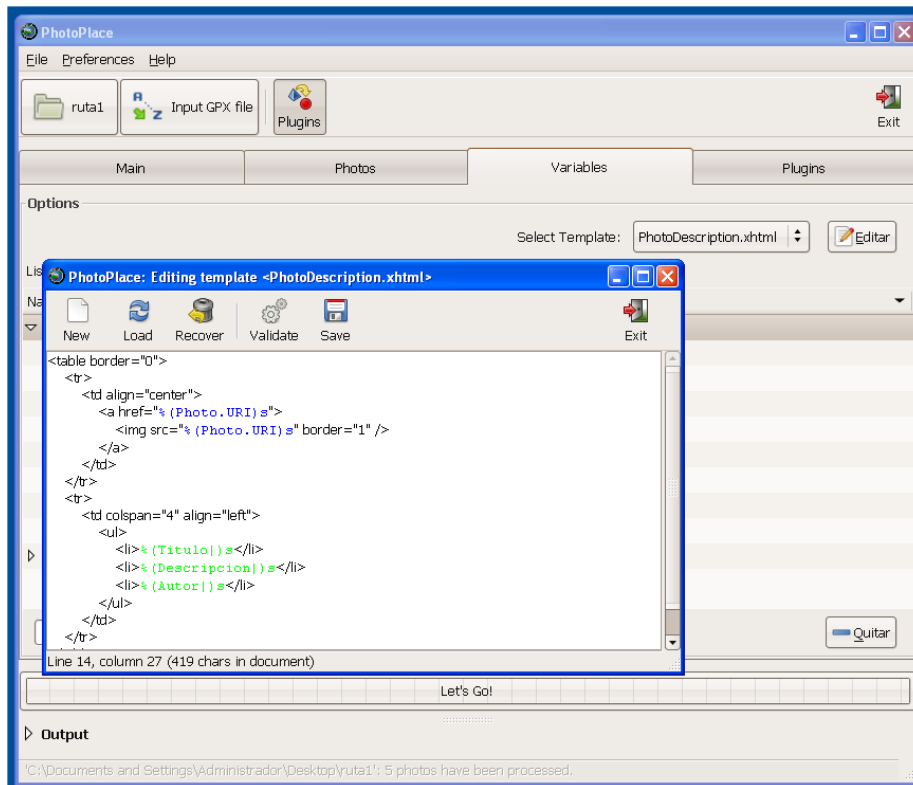 PhotoPlace
File Preferences Help
ruta1
Input GPX file
Plugins
Exit
Main Photos Variables Plugins
Options
Select Template: PhotoDescription.xhtml Editar
Lis
Na
PhotoPlace: Editing template <PhotoDescription.xhtml>
New Load Recover Validate Save Exit
<table border="0">
<tr>
<td align="center">
<a href="%(Photo.URI)s">
<img src="%(Photo.URI)s" border="1" />
</a>
</td>
</tr>
<tr>
<td colspan="4" align="left">
<ul>
<li>%(Titulo|)s</li>
<li>%(Descripcion|)s</li>
<li>%(Autor|)s</li>
</ul>
</td>
</tr>
Line 14, column 27 (419 chars in document)
Quitar
Let's Go!
Output
'C:\Documents and Settings\Administrador\Desktop\ruta1': 5 photos have been processed.